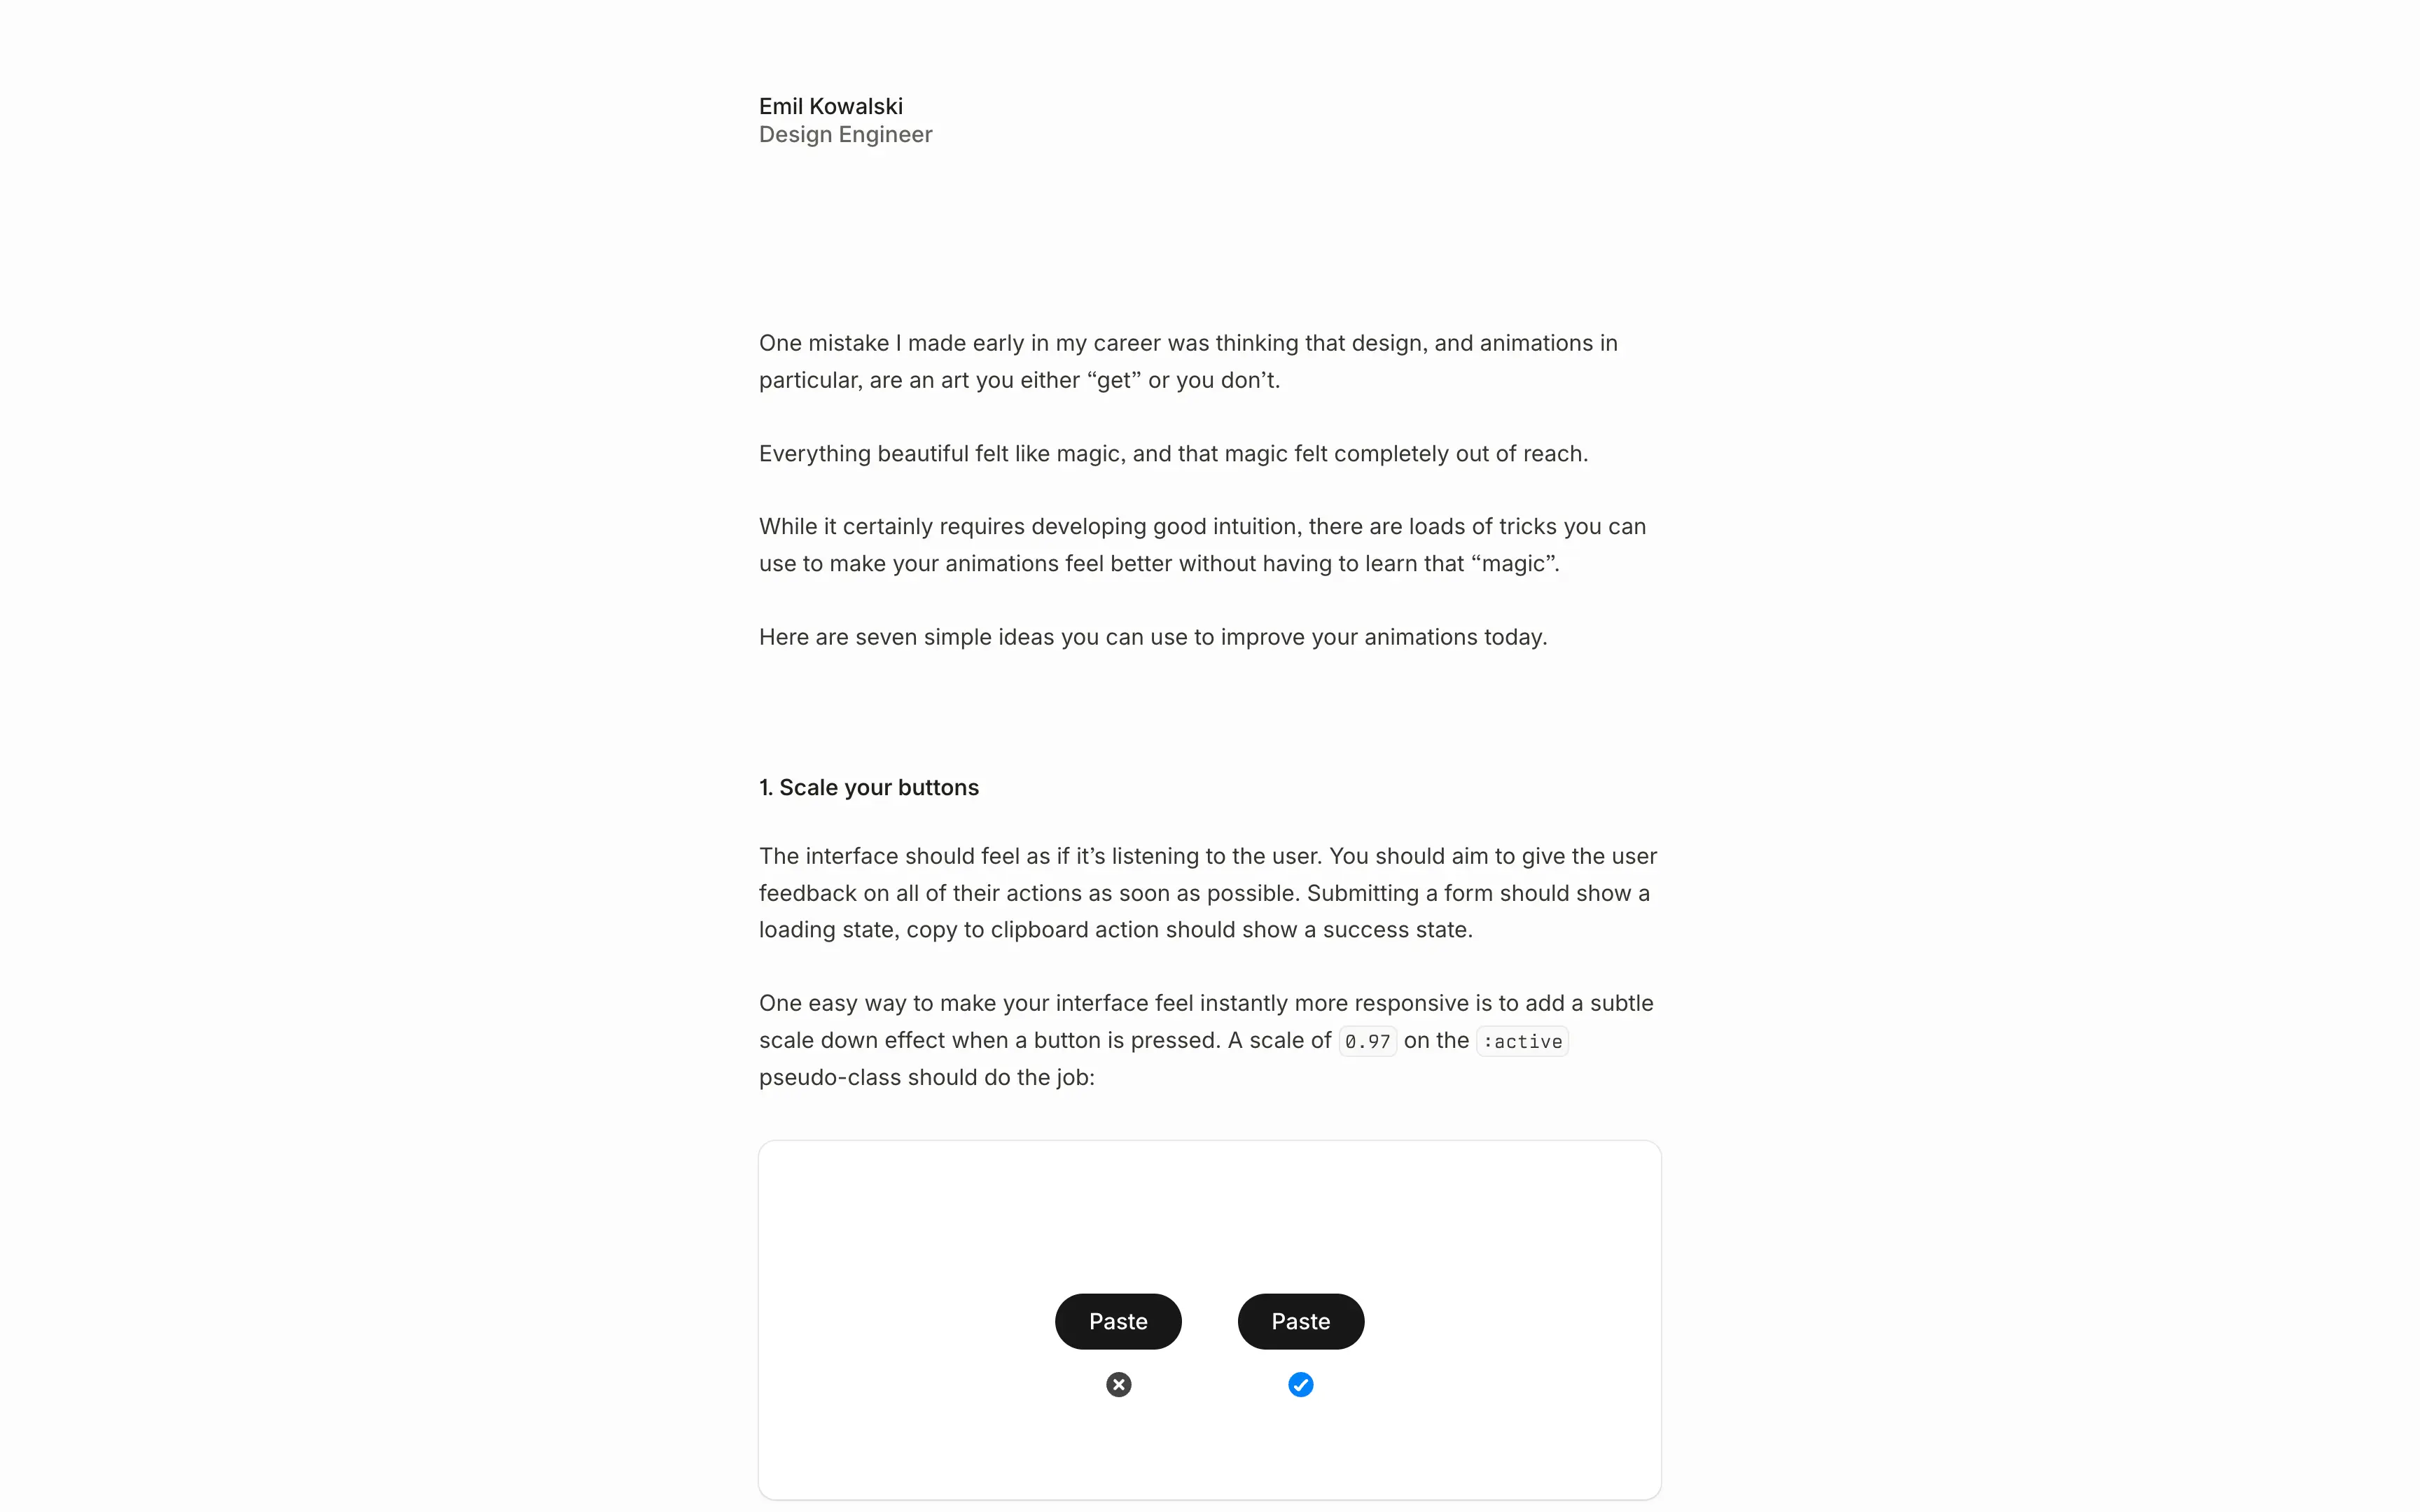 Emil Kowalski
Design Engineer
One mistake I made early in my career was thinking that design, and animations in
particular, are an art you either “get” or you don’t.
Everything beautiful felt like magic, and that magic felt completely out of reach.
While it certainly requires developing good intuition, there are loads of tricks you can
use to make your animations feel better without having to learn that “magic”.
Here are seven simple ideas you can use to improve your animations today.
1. Scale your buttons
The interface should feel as if it’s listening to the user. You should aim to give the user
feedback on all of their actions as soon as possible. Submitting a form should show a
loading state, copy to clipboard action should show a success state.
One easy way to make your interface feel instantly more responsive is to add a subtle
scale down effect when a button is pressed. A scale of 0.97 on the :active
pseudo-class should do the job:
Paste Paste